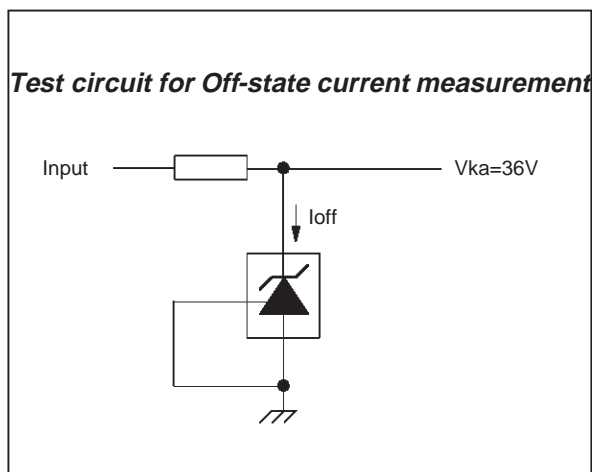 Test circuit for Off-state current measurement
Input
Vka=36V
Ioff